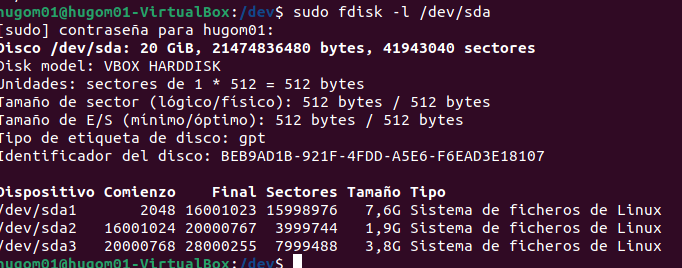 hugom01@hugom01-VirtualBox:/dev$ sudo fdisk -l /dev/sda
[sudo] contraseña para hugom01:
Disco /dev/sda: 20 GiB, 21474836480 bytes, 41943040 sectores
Disk model: VBOX HARDDISK
Unidades: sectores de 1 * 512 = 512 bytes
Tamaño de sector (lógico/físico): 512 bytes / 512 bytes
Tamaño de E/S (mínimo/óptimo): 512 bytes / 512 bytes
Tipo de etiqueta de disco: gpt
Identificador del disco: BEB9AD1B-921F-4FDD-A5E6-F6EAD3E18107
Dispositivo Comienzo Final Sectores Tamaño Tipo
/dev/sda1 2048 16001023 15998976 7,6G Sistema de ficheros de Linux
/dev/sda2 16001024 20000767 3999744 1,9G Sistema de ficheros de Linux
/dev/sda3 20000768 28000255 7999488 3,8G Sistema de ficheros de Linux
hugom01@hugom01-VirtualBox:/dev$